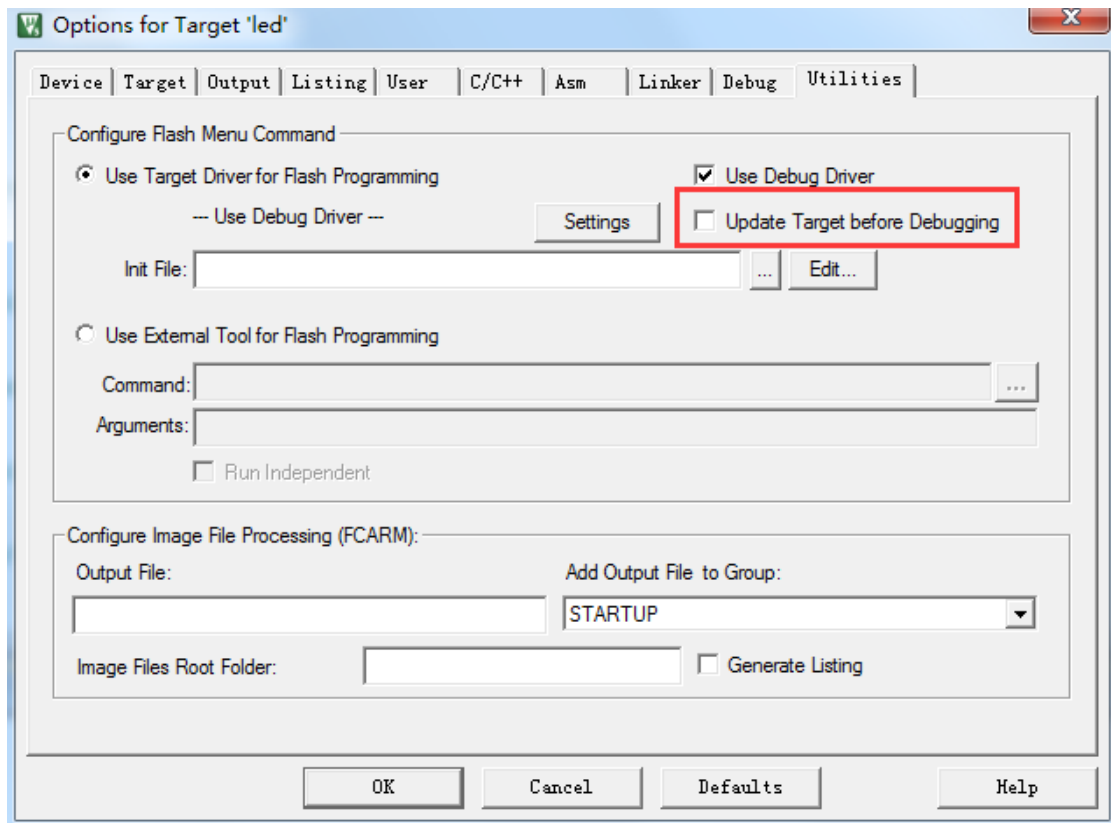 Options for Target 'led'
Device Target Output Listing User C/C++ Asm Linker Debug Utilities
Configure Flash Menu Command
Use Target Driver for Flash Programming Use Debug Driver
--- Use Debug Driver --- Settings Update Target before Debugging
Init File: ... Edit...
Use External Tool for Flash Programming
Command: ...
Arguments:
Run Independent
Configure Image File Processing (FCARM):
Output File: Add Output File to Group:
STARTUP
Image Files Root Folder: Generate Listing
OK Cancel Defaults Help